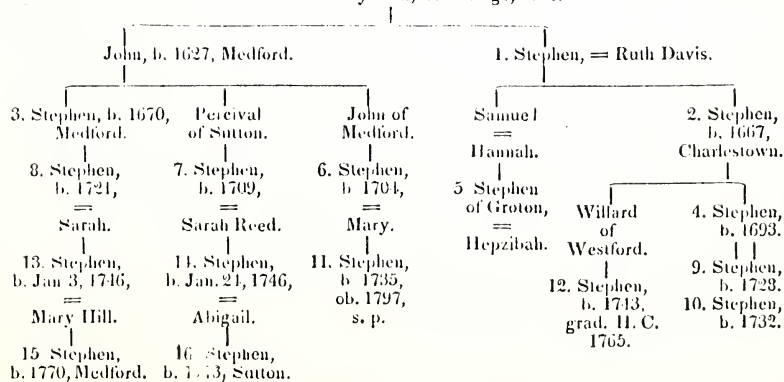 John, b. 1627, Medford.
1. Stephen, = Ruth Davis.
3. Stephen, b. 1670, Medford.
Percival of Sutton.
John of Medford.
Samuel
=
Hannah.
2. Stephen, b. 1667, Charlestown.
8. Stephen, b. 1721,
=
Sarah.
7. Stephen, b. 1709,
=
Sarah Reed.
6. Stephen, b 1704,
=
Mary.
5 Stephen of Groton,
=
Hepzibah.
Willard of Westford.
4. Stephen, b. 1693.
13. Stephen, b. Jan 3, 1746,
=
Mary Hill.
14. Stephen, b. Jan. 24, 1746,
=
Abigail.
11. Stephen, b 1735, ob. 1797, s. p.
12. Stephen, b. 1743, grad. H. C. 1765.
9. Stephen, b. 1728.
10. Stephen, b. 1732.
15 Stephen, b. 1770, Medford.
16 Stephen, b. Sutton.